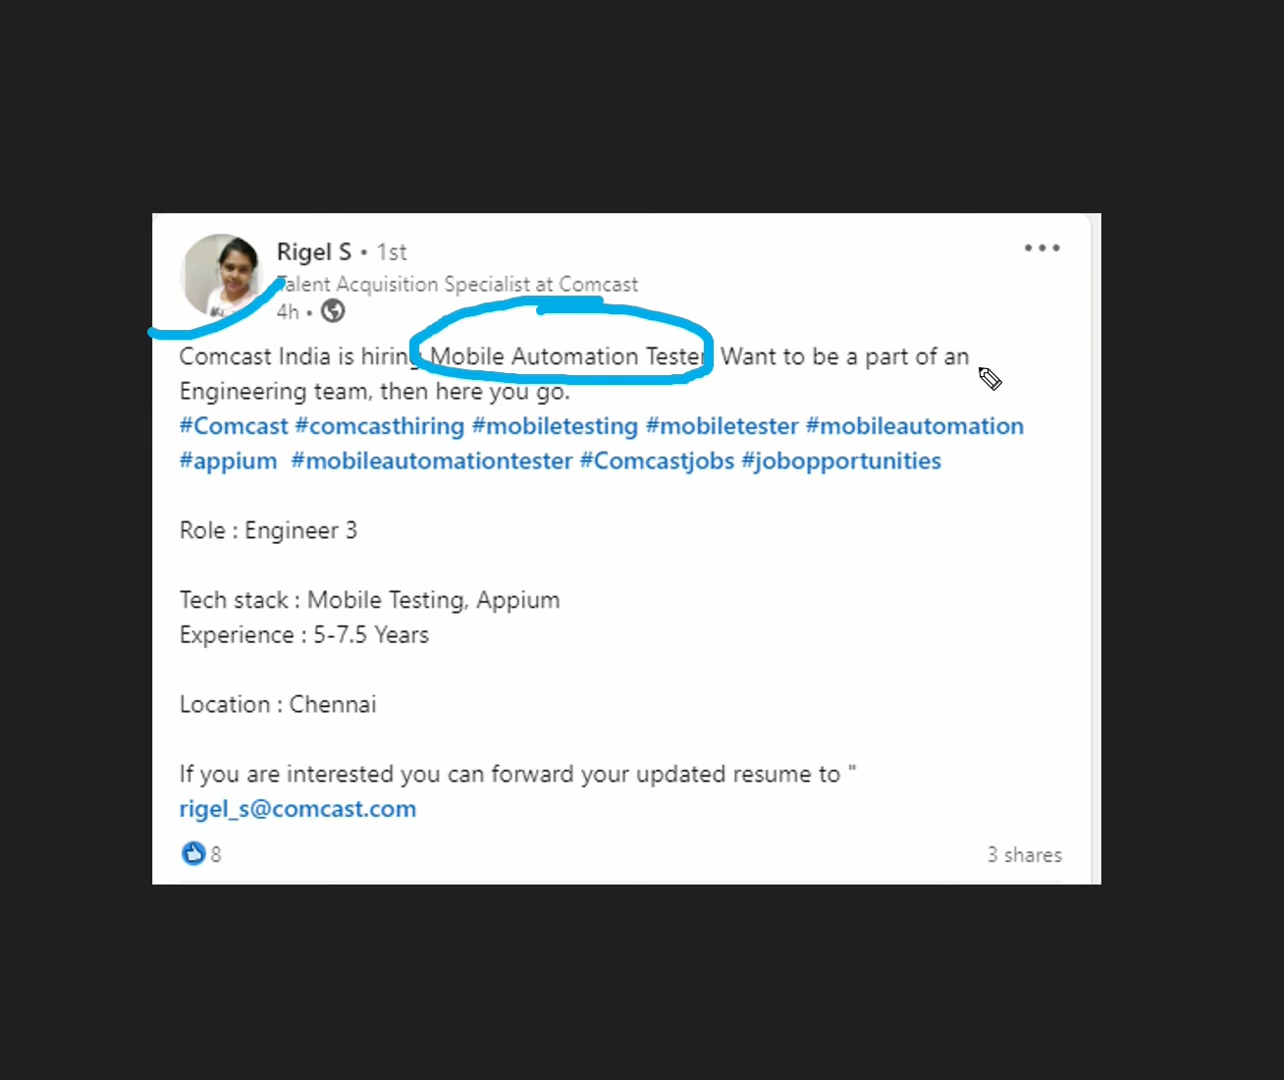 Rigel S • 1st
Talent Acquisition Specialist at Comcast
4h •
Comcast India is hiring Mobile Automation Tester Want to be a part of an
Engineering team, then here you go.
#Comcast #comcasthiring #mobiletesting #mobiletester #mobileautomation
#appium #mobileautomationtester #Comcastjobs #jobopportunities
Role : Engineer 3
Tech stack : Mobile Testing, Appium
Experience : 5-7.5 Years
Location : Chennai
If you are interested you can forward your updated resume to "
rigel_s@comcast.com
8
3 shares